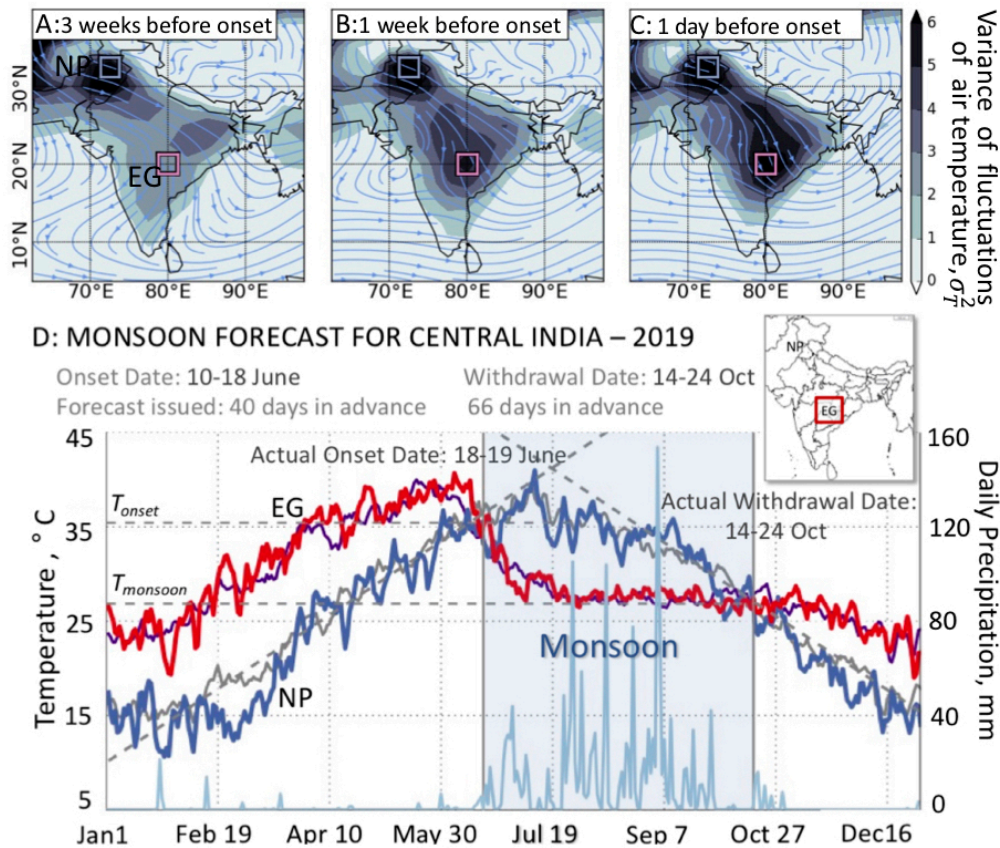 A:3 weeks before onset
B:1 week before onset
C: 1 day before onset
NP
EG
30°N
20°N
10°N
70°E 80°E 90°E
70°E 80°E 90°E
70°E 80°E 90°E
6
5
4
3
2
1
0
Variance of fluctuations
of air temperature, σ²T
D: MONSOON FORECAST FOR CENTRAL INDIA – 2019
Onset Date: 10-18 June
Withdrawal Date: 14-24 Oct
Forecast issued: 40 days in advance
66 days in advance
NP
EG
45
35
25
15
5
Temperature, °C
160
120
80
40
0
Daily Precipitation, mm
Actual Onset Date: 18-19 June
Actual Withdrawal Date:
14-24 Oct
Tonset
EG
Tmonsoon
Monsoon
NP
Jan1 Feb 19 Apr 10 May 30 Jul 19 Sep 7 Oct 27 Dec16